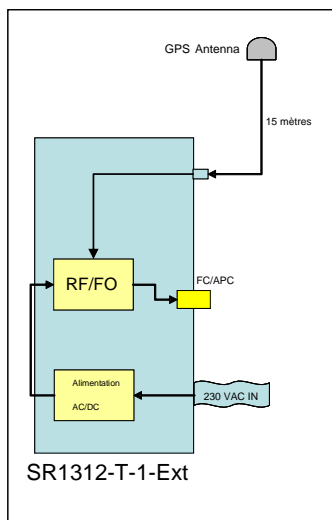 GPS Antenna
15 mètres
RF/FO
FC/APC
Alimentation
AC/DC
230 VAC IN
SR1312-T-1-Ext